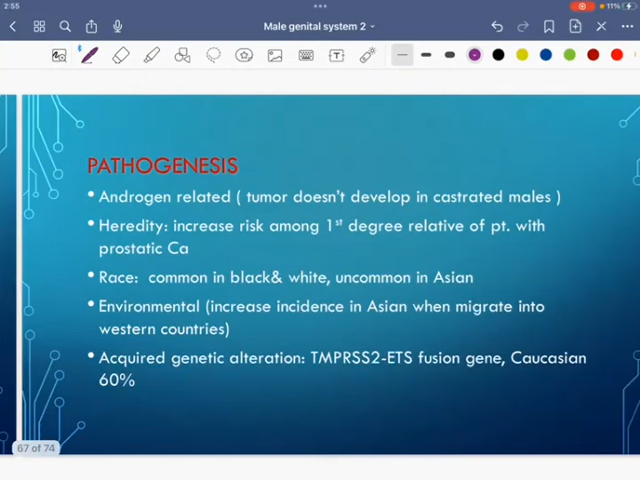 2:55
11%
Male genital system 2
PATHOGENESIS
• Androgen related ( tumor doesn't develop in castrated males )
• Heredity: increase risk among 1st degree relative of pt. with
prostatic Ca
• Race: common in black& white, uncommon in Asian
• Environmental (increase incidence in Asian when migrate into
western countries)
• Acquired genetic alteration: TMPRSS2-ETS fusion gene, Caucasian
60%
67 of 74